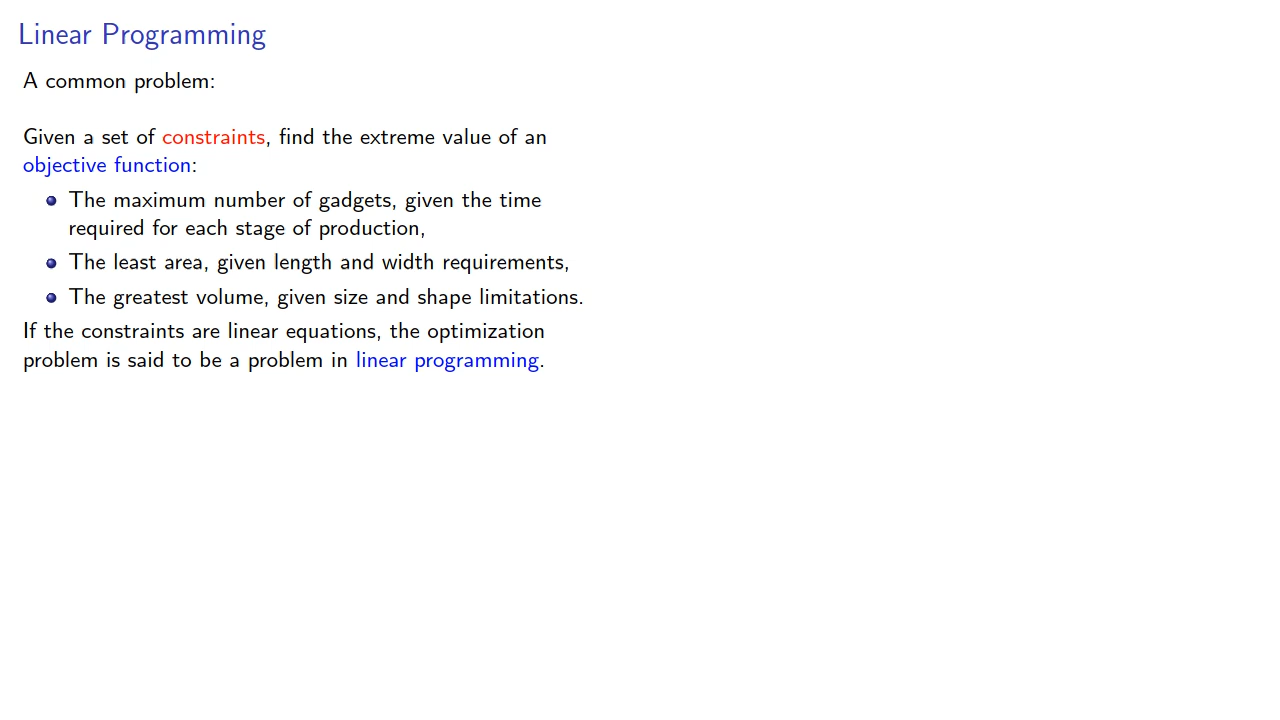 Linear Programming
A common problem:
Given a set of constraints, find the extreme value of an
objective function:
The maximum number of gadgets, given the time
required for each stage of production,
The least area, given length and width requirements,
The greatest volume, given size and shape limitations.
If the constraints are linear equations, the optimization
problem is said to be a problem in linear programming.